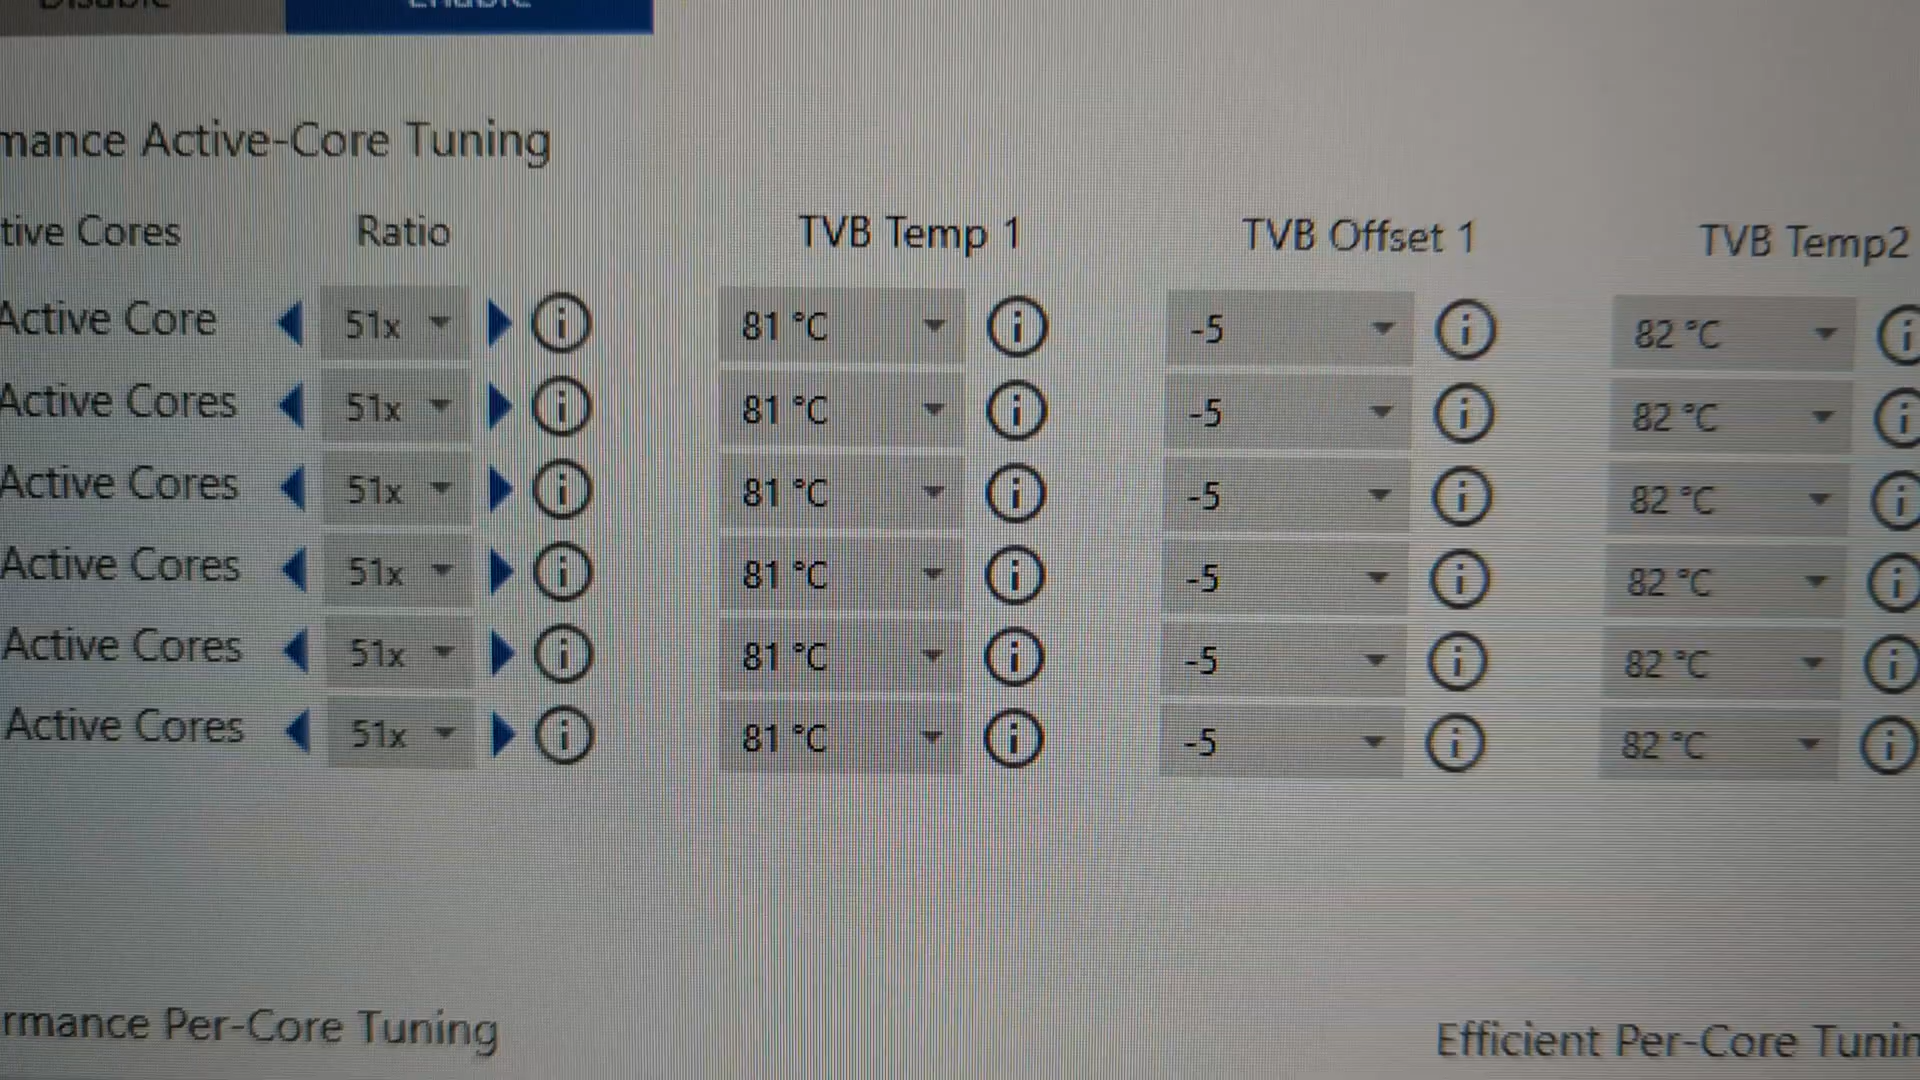 Disable Enable
mance Active-Core Tuning
tive Cores Ratio TVB Temp 1 TVB Offset 1 TVB Temp2
Active Core 51x 81 °C -5 82 °C
Active Cores 51x 81 °C -5 82 °C
Active Cores 51x 81 °C -5 82 °C
Active Cores 51x 81 °C -5 82 °C
Active Cores 51x 81 °C -5 82 °C
Active Cores 51x 81 °C -5 82 °C
rmance Per-Core Tuning Efficient Per-Core Tunin